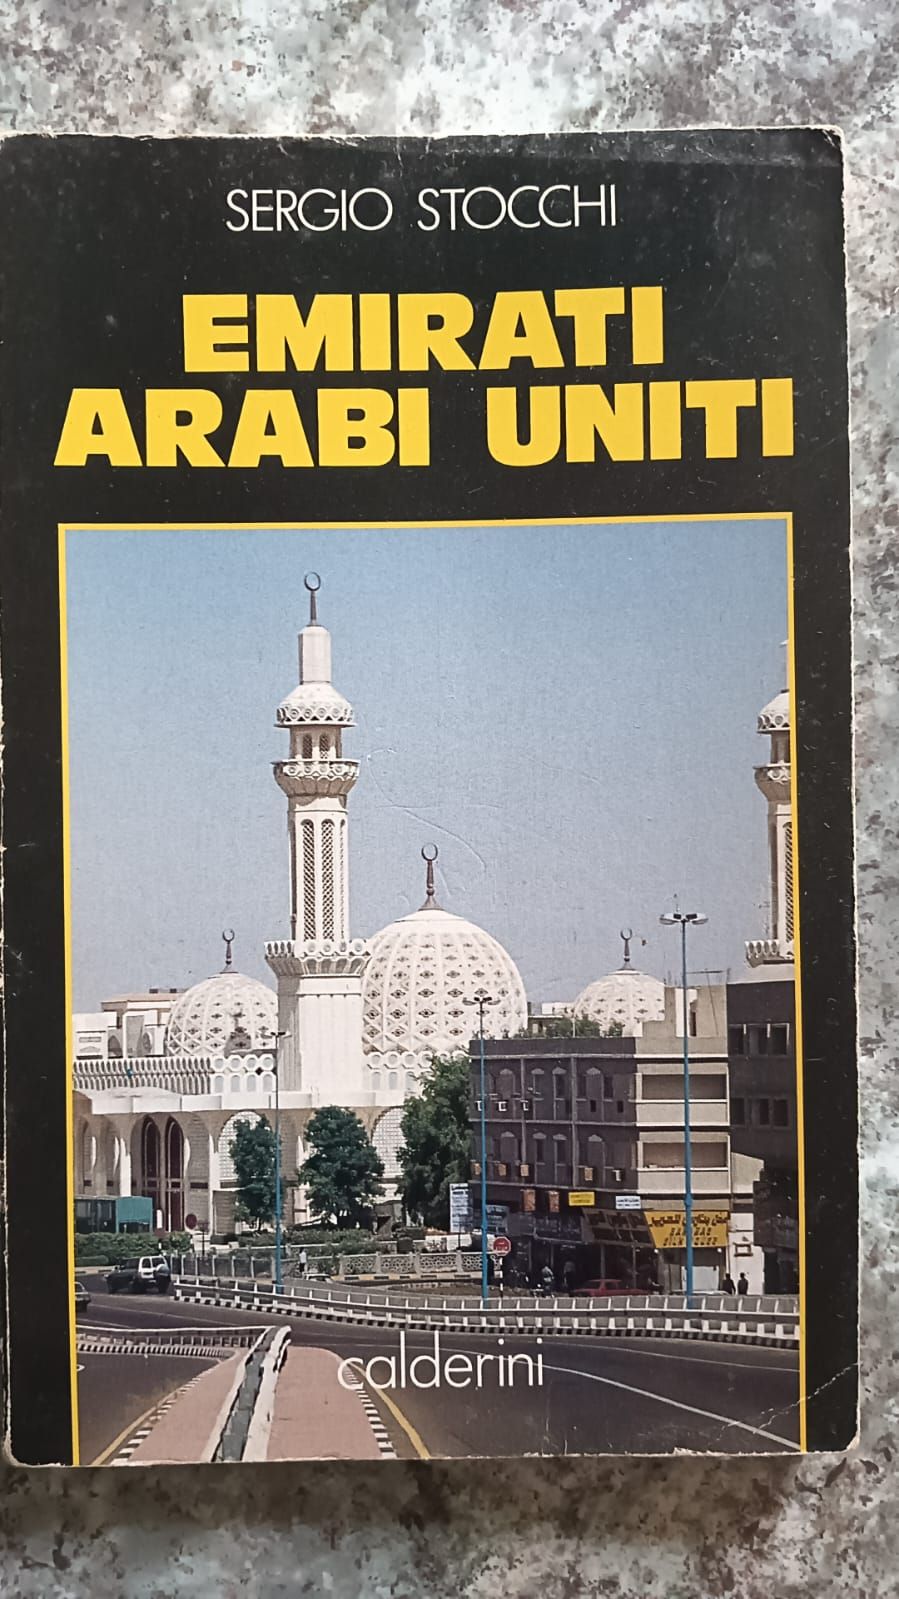 SERGIO STOCCHI
EMIRATI
ARABI UNITI
calderini